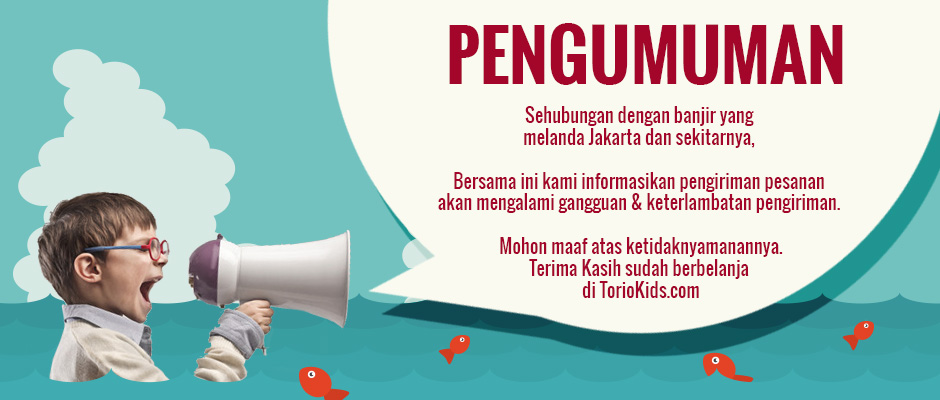 PENGUMUMAN
Sehubungan dengan banjir yang
melanda Jakarta dan sekitarnya,
Bersama ini kami informasikan pengiriman pesanan
akan mengalami gangguan & keterlambatan pengiriman.
Mohon maaf atas ketidaknyamanannya.
Terima Kasih sudah berbelanja
di TorioKids.com